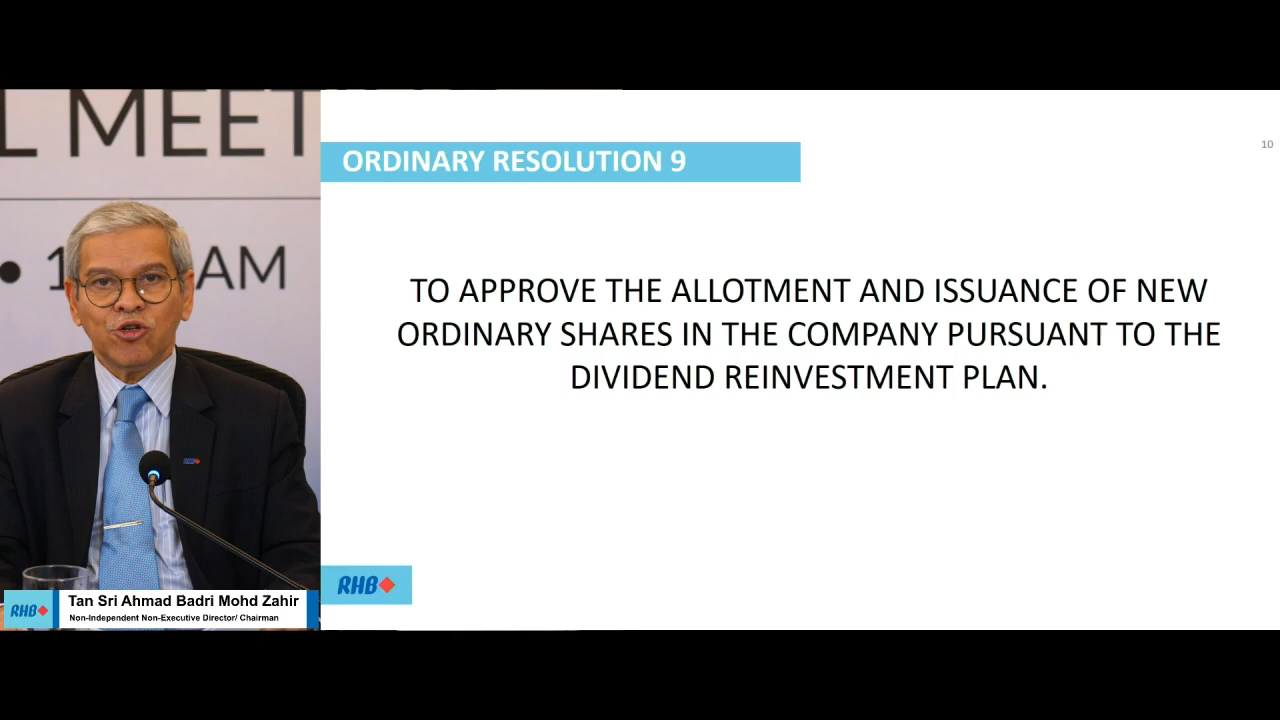 L MEET
• 1
AM
RHB
RHB
Tan Sri Ahmad Badri Mohd Zahir
Non-Independent Non-Executive Director/ Chairman
10
ORDINARY RESOLUTION 9
TO APPROVE THE ALLOTMENT AND ISSUANCE OF NEW
ORDINARY SHARES IN THE COMPANY PURSUANT TO THE
DIVIDEND REINVESTMENT PLAN.
RHB